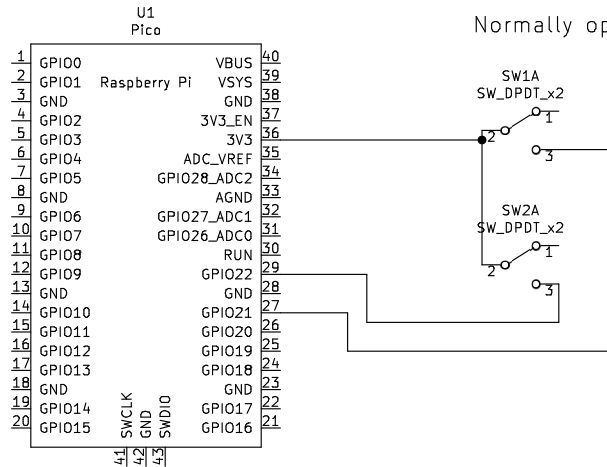 U1
Pico
Normally op
1 GPIO0 VBUS 40
2 GPIO1 Raspberry Pi VSYS 39
3 GND GND 38
4 GPIO2 3V3_EN 37
5 GPIO3 3V3 36
6 GPIO4 ADC_VREF 35
7 GPIO5 GPIO28_ADC2 34
8 GND AGND 33
9 GPIO6 GPIO27_ADC1 32
10 GPIO7 GPIO26_ADC0 31
11 GPIO8 RUN 30
12 GPIO9 GPIO22 29
13 GND GND 28
14 GPIO10 GPIO21 27
15 GPIO11 GPIO20 26
16 GPIO12 GPIO19 25
17 GPIO13 GPIO18 24
18 GND GND 23
19 GPIO14 GPIO17 22
20 GPIO15 GPIO16 21
SWCLK
GND
SWDIO
41
42
43
SW1A
SW_DPDT_x2
1
2
3
SW2A
SW_DPDT_x2
1
2
3